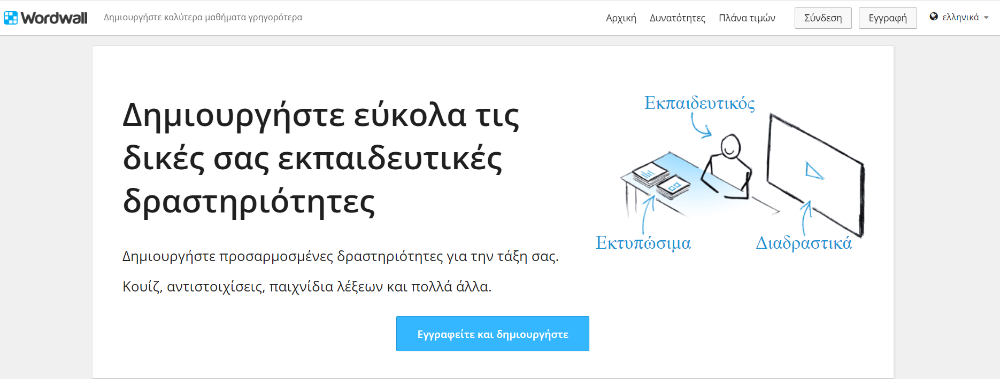 Wordwall
Δημιουργήστε καλύτερα μαθήματα γρηγορότερα
Αρχική
Δυνατότητες
Πλάνα τιμών
Σύνδεση
Εγγραφή
ελληνικά
Δημιουργήστε εύκολα τις
δικές σας εκπαιδευτικές
δραστηριότητες
Δημιουργήστε προσαρμοσμένες δραστηριότητες για την τάξη σας.
Κουίζ, αντιστοιχίσεις, παιχνίδια λέξεων και πολλά άλλα.
Εκπαιδευτικός
Εκτυπώσιμα
Διαδραστικά
Εγγραφείτε και δημιουργήστε